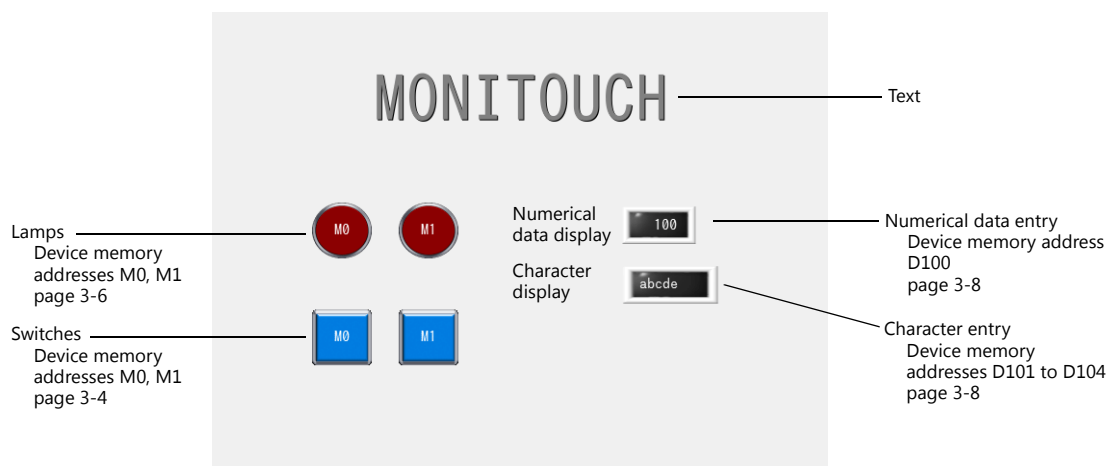 MONITOUCH
Text
Lamps
Device memory
addresses M0, M1
page 3-6
M0
M1
Numerical
data display
100
Numerical data entry
Device memory address
D100
page 3-8
Character
display
abcde
Switches
Device memory
addresses M0, M1
page 3-4
M0
M1
Character entry
Device memory
addresses D101 to D104
page 3-8